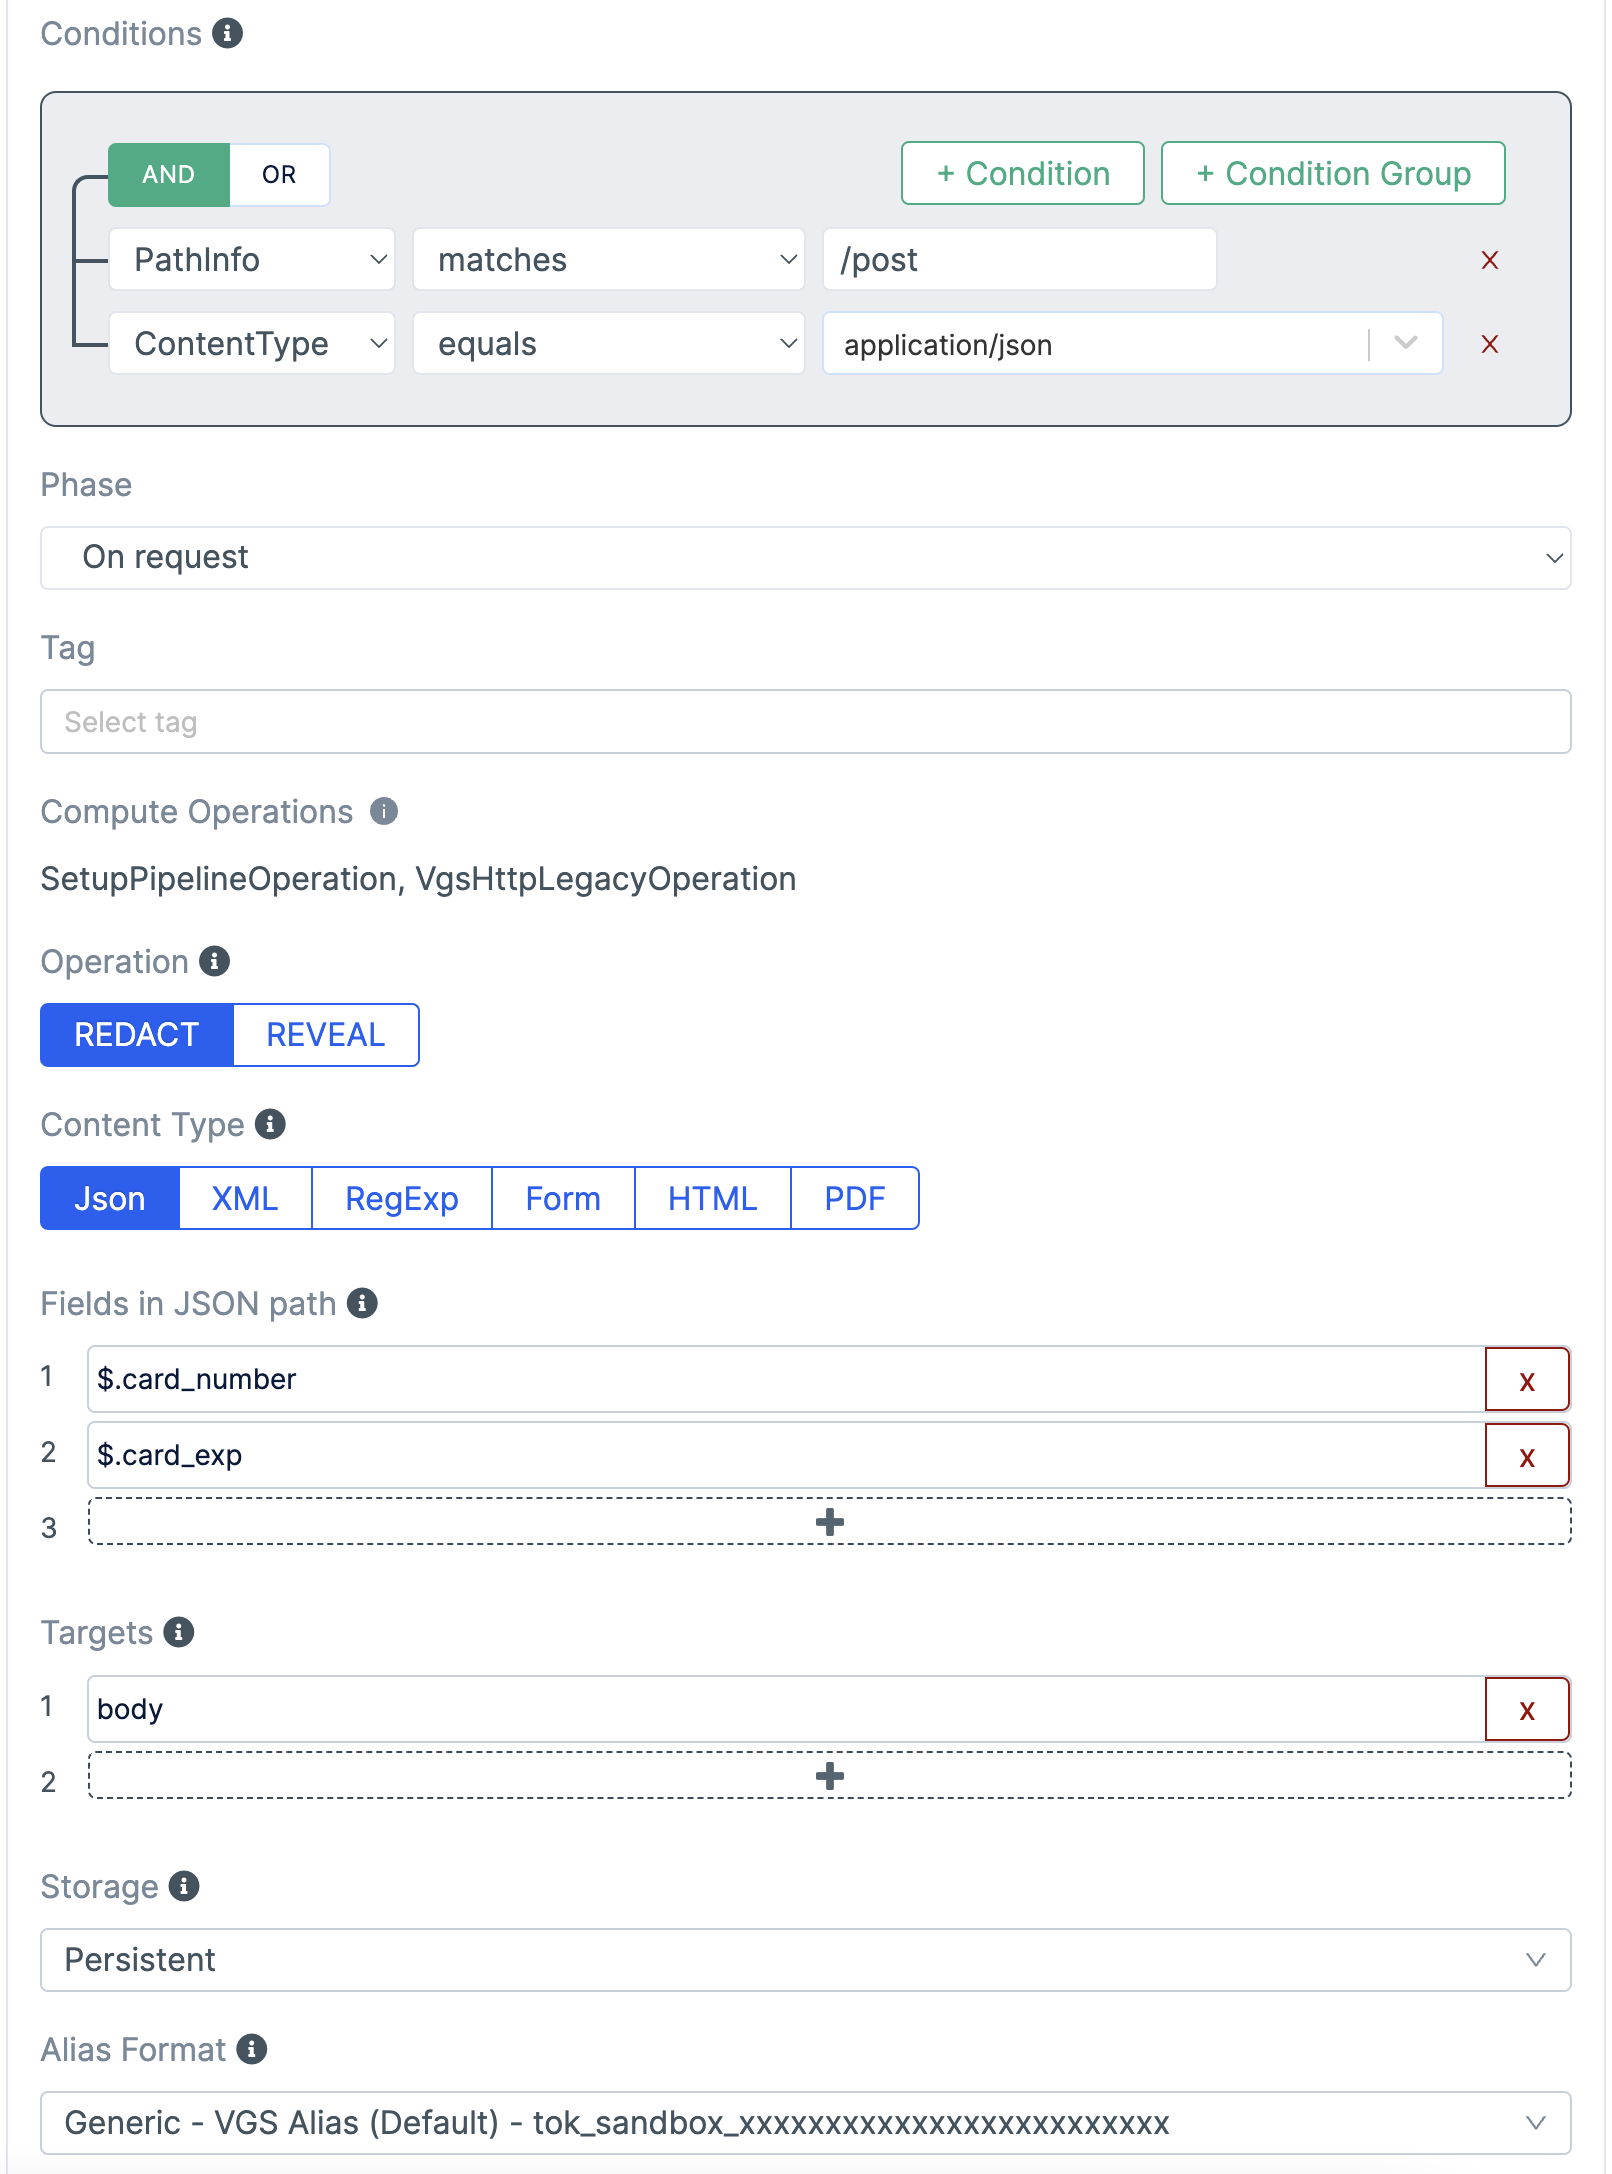 Conditions
AND OR + Condition + Condition Group
PathInfo matches /post X
ContentType equals application/json X
Phase
On request
Tag
Select tag
Compute Operations
SetupPipelineOperation, VgsHttpLegacyOperation
Operation
REDACT REVEAL
Content Type
Json XML RegExp Form HTML PDF
Fields in JSON path
1 $.card_number x
2 $.card_exp x
3
Targets
1 body x
2
Storage
Persistent
Alias Format
Generic - VGS Alias (Default) - tok_sandbox_xxxxxxxxxxxxxxxxxxxxxxxxx